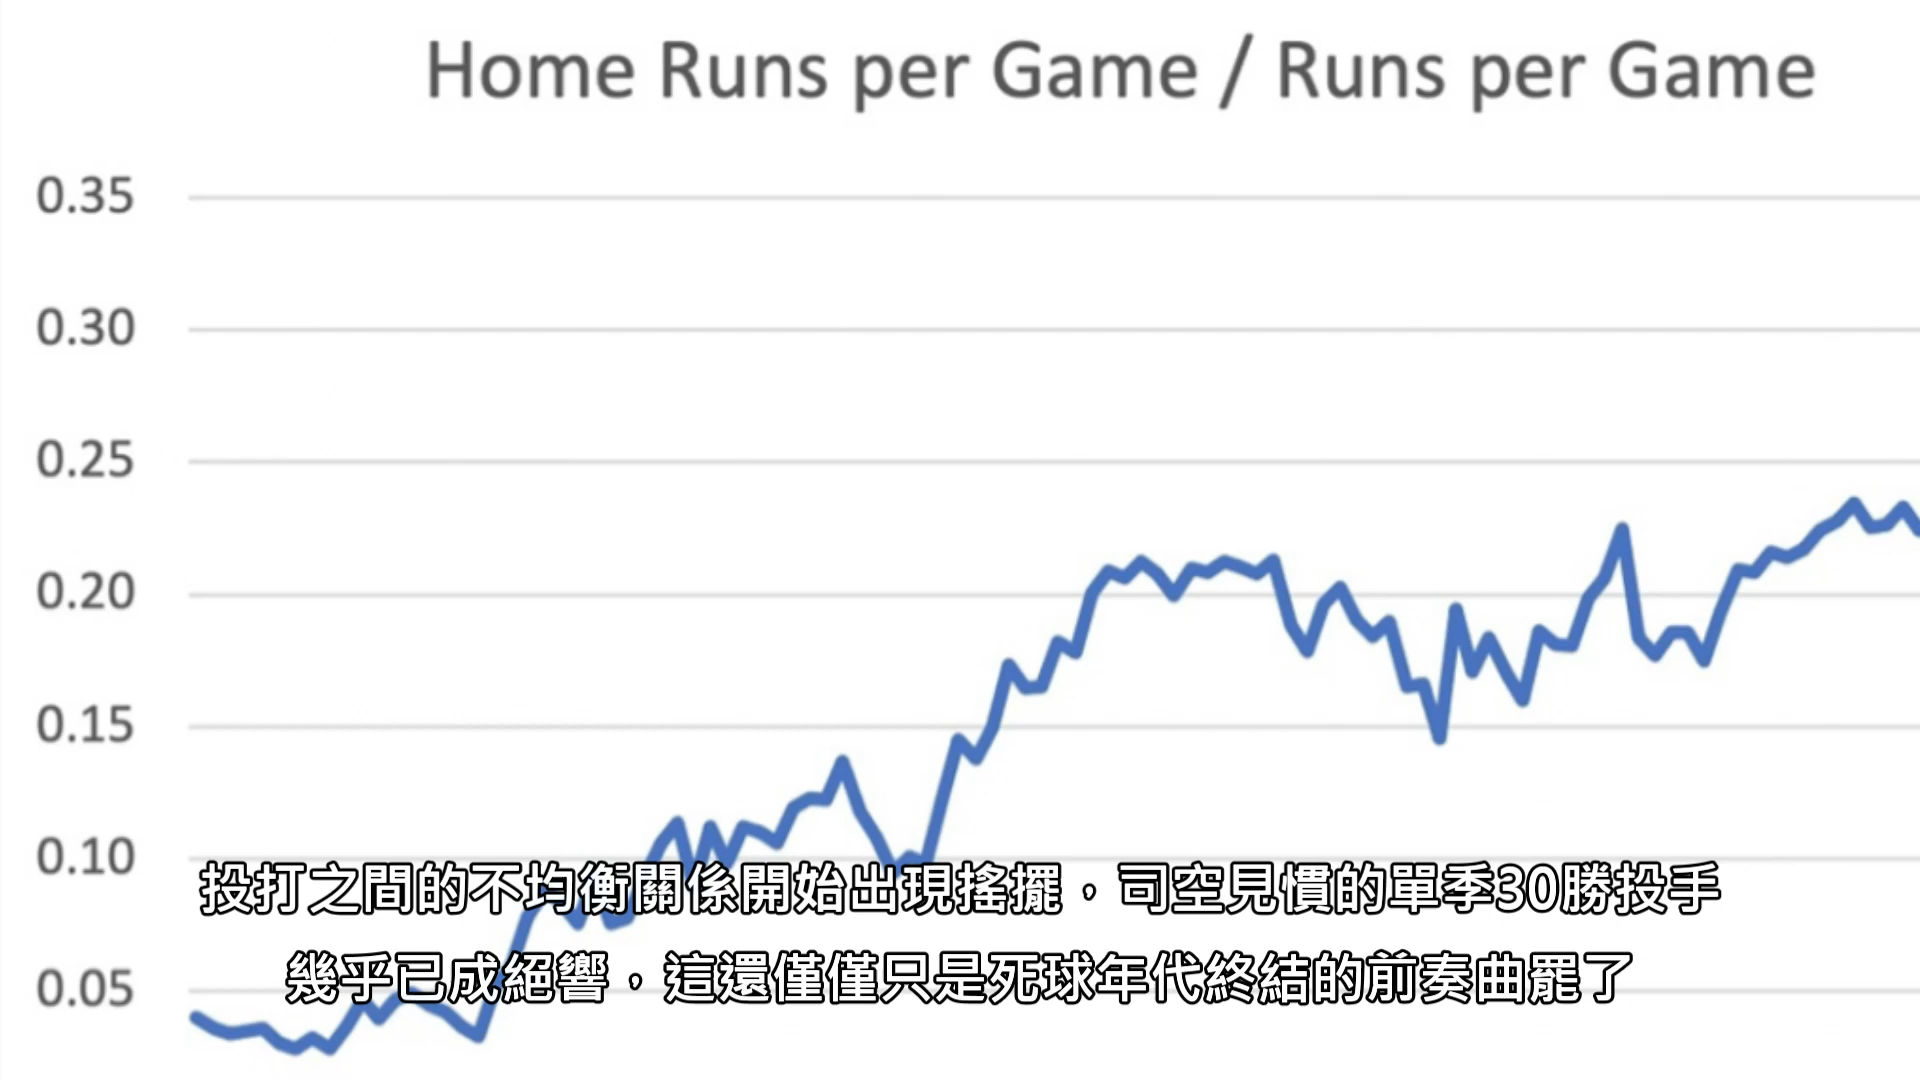 Home Runs per Game / Runs per Game
0.35
0.30
0.25
0.20
0.15
0.10
0.05
投打之間的不均衡關係開始出現搖擺，司空見慣的單季30勝投手
幾乎已成絕響，這還僅僅只是死球年代終結的前奏曲罷了